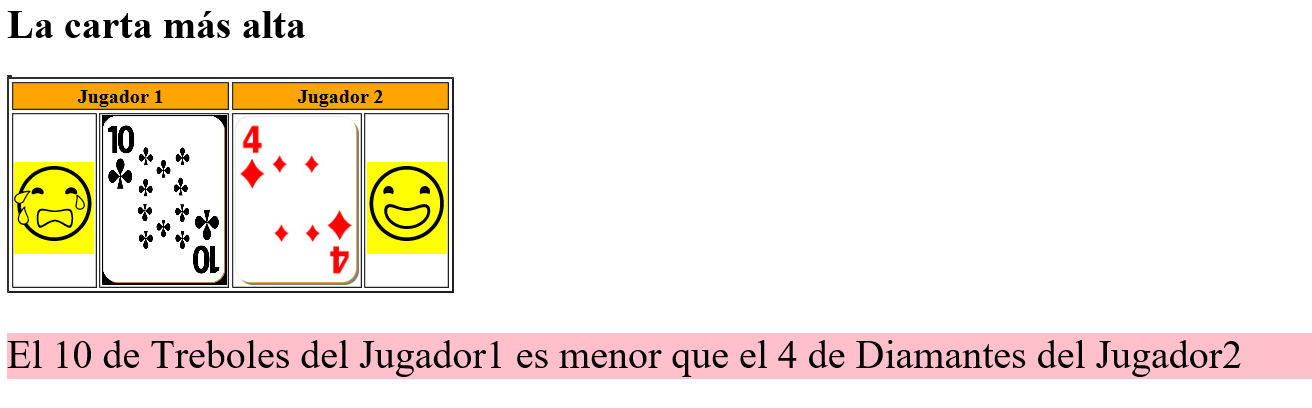 La carta más alta
Jugador 1 Jugador 2
10 4
10 4
El 10 de Treboles del Jugador1 es menor que el 4 de Diamantes del Jugador2